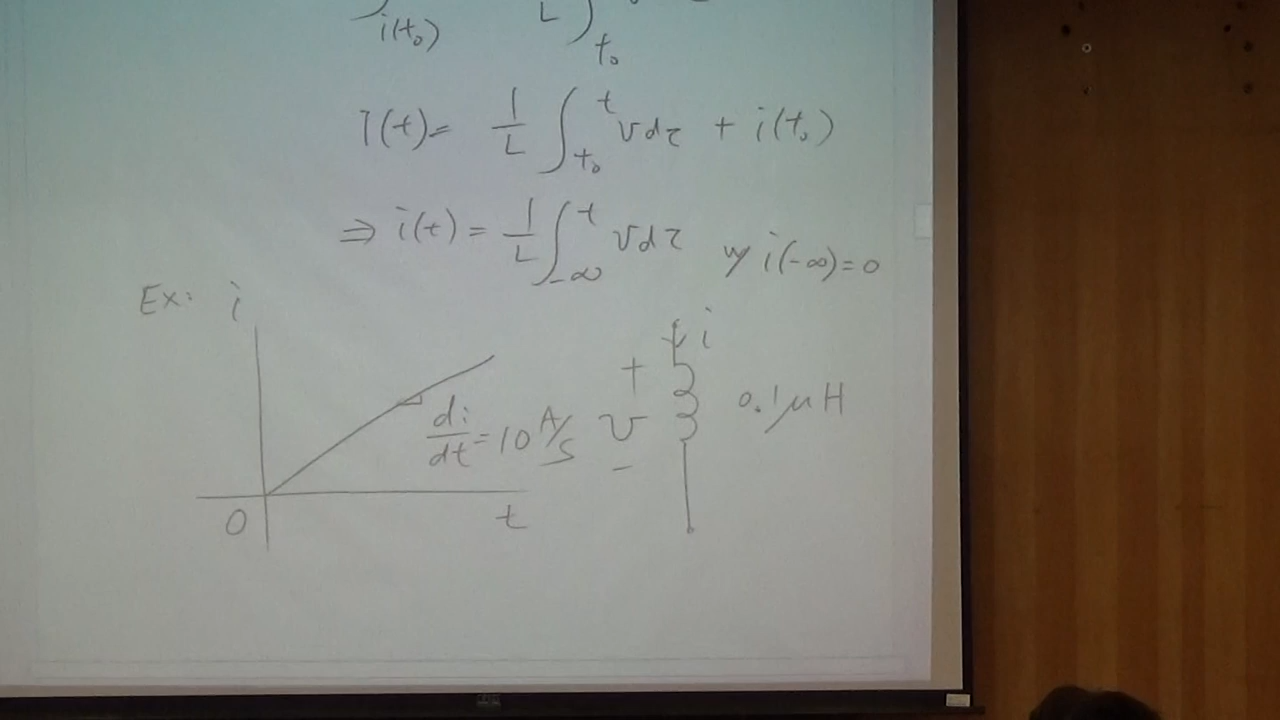 i(t₀) L t₀
i(t) = 1/L ∫_{t₀}^{t} v dτ + i(t₀)
⇒ i(t) = 1/L ∫_{-∞}^{t} v dτ w/ i(-∞) = 0
Ex: i
i
+
0.1 μH
di/dt = 10 A/s
v
-
0
t